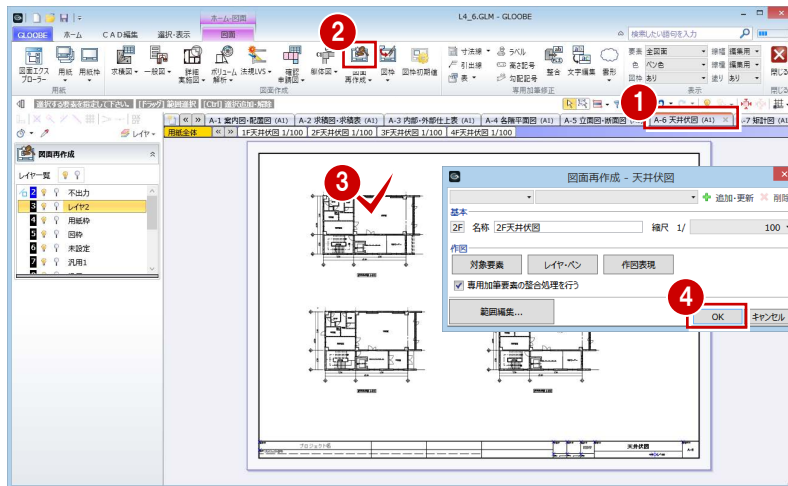 ホーム-図面
L4_6.GLM - GLOOBE
GLOOBE ホーム CAD編集 選択・表示 図面
検索したい語句を入力
図面エクスプローラー
用紙
用紙枠
求積図
一般図
詳細実施図
ボリューム解析
法規LVS
確認申請図
躯体図
図面再作成
図枠
図枠初期値
寸法線
引出線
表
ラベル
高さ記号
勾配記号
整合
文字編集
雲形
要素 全図面
色 ペン色
図枠 あり
線幅 編集用
線種 編集用
塗り あり
閉じる
用紙
図面作成
専用加筆修正
表示
閉じる
選択する要素を指定して下さい。 [ドラッグ] 範囲選択 [Ctrl] 選択追加・解除
レイヤ
A-1 案内図・配置図 (A1)
A-2 求積図・求積表 (A1)
A-3 内部・外部仕上表 (A1)
A-4 各階平面図 (A1)
A-5 立面図・断面図
A-6 天井伏図 (A1)
A-7 矩計図 (A1)
用紙全体
1F天井伏図 1/100
2F天井伏図 1/100
3F天井伏図 1/100
4F天井伏図 1/100
図面再作成
レイヤ一覧
2 不出力
3 レイヤ2
4 用紙枠
5 図枠
6 未設定
7 汎用1
1
2
3
4
図面再作成 - 天井伏図
追加・更新
削除
基本
2F 名称 2F天井伏図 縮尺 1/ 100
作図
対象要素
レイヤ・ペン
作図表現
専用加筆要素の整合処理を行う
範囲編集...
OK
キャンセル
プロジェクト名
天井伏図
A-6